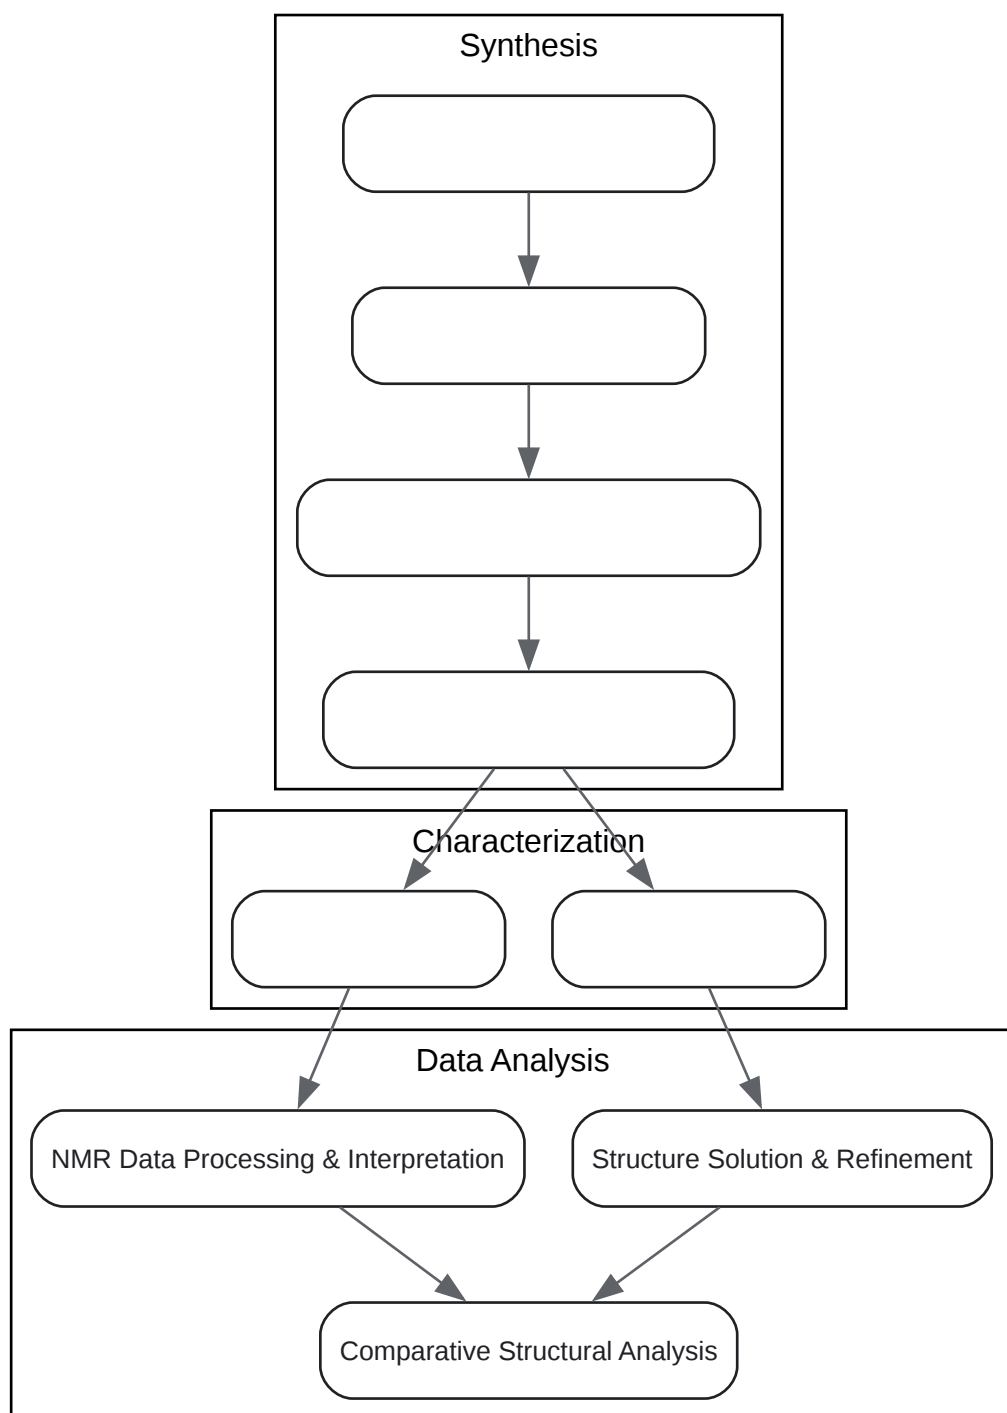 Synthesis
Characterization
Data Analysis
NMR Data Processing & Interpretation
Structure Solution & Refinement
Comparative Structural Analysis